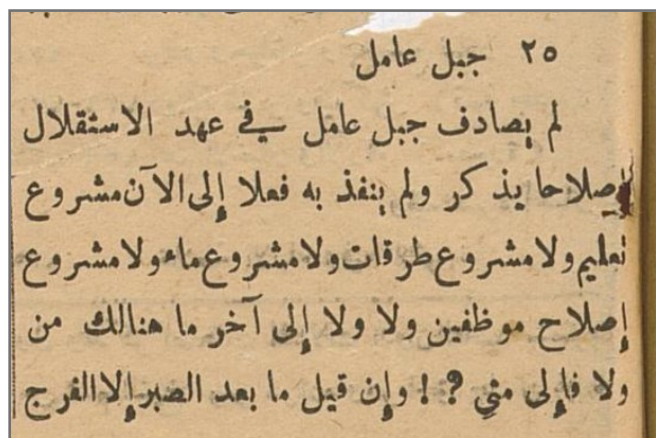 ٢٥ جبل عامل
لم يصادف جبل عامل في عهد الاستقلال
إصلاحا يذكر ولم ينفذ به فعلا إلى الآن مشروع
تعليم ولا مشروع طرقات ولا مشروع ماء ولا مشروع
إصلاح موظفين ولا ولا إلى آخر ما هنالك من
ولا فإلى متى ؟ ! وإن قيل ما بعد الصبر إلا الفرج